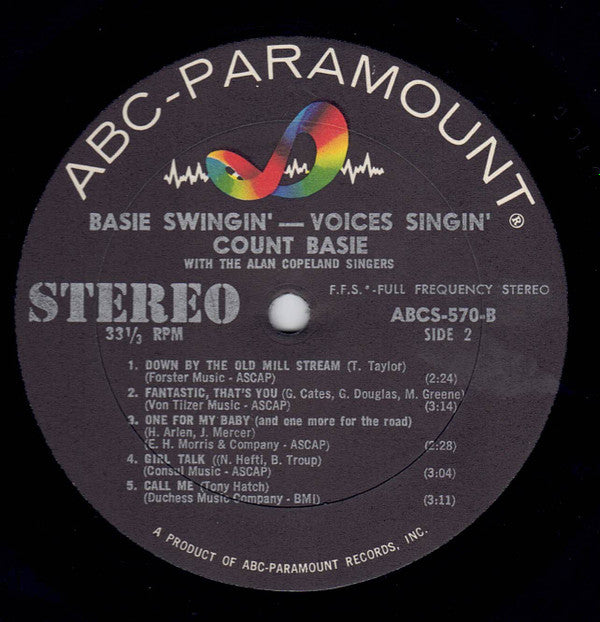 ABC-PARAMOUNT®
BASIE SWINGIN' — VOICES SINGIN'
COUNT BASIE
WITH THE ALAN COPELAND SINGERS
STEREO
33⅓ RPM
F.F.S.*-FULL FREQUENCY STEREO
ABCS-570-B
SIDE 2
1. DOWN BY THE OLD MILL STREAM (T. Taylor)
(Forster Music - ASCAP) (2:24)
2. FANTASTIC, THAT'S YOU (G. Cates, G. Douglas, M. Greene)
(Von Tilzer Music - ASCAP) (3:14)
3. ONE FOR MY BABY (and one more for the road)
(H. Arlen, J. Mercer)
(E. H. Morris & Company - ASCAP) (2:28)
4. GIRL TALK ((N. Hefti, B. Troup)
(Consul Music - ASCAP) (3:04)
5. CALL ME (Tony Hatch)
(Duchess Music Company - BMI) (3:11)
A PRODUCT OF ABC-PARAMOUNT RECORDS, INC.